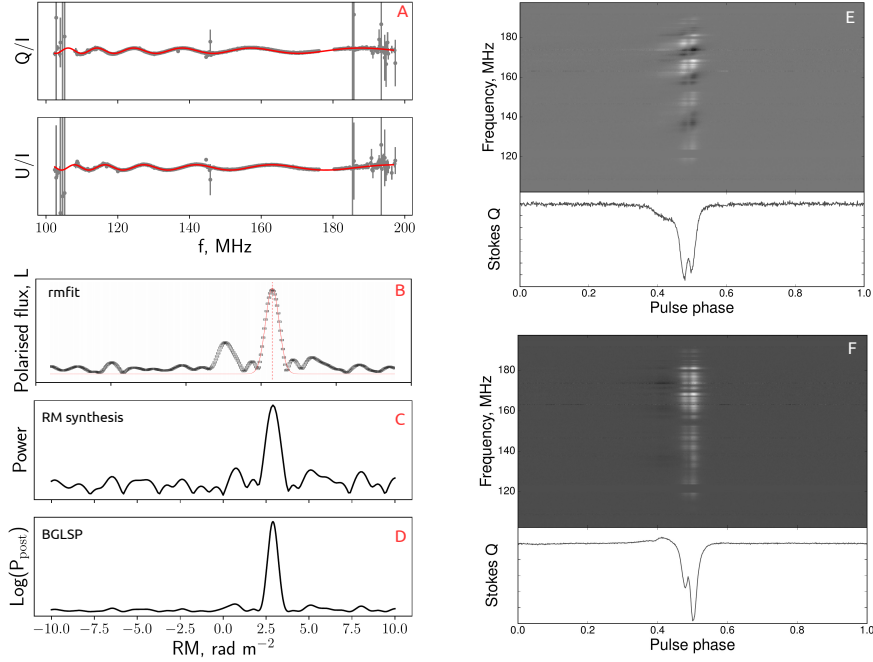 A
Q/I
U/I
100 120 140 160 180 200
f, MHz
B
rmfit
Polarised flux, L
C
RM synthesis
Power
D
BGLSP
Log(P_post)
−10.0 −7.5 −5.0 −2.5 0.0 2.5 5.0 7.5 10.0
RM, rad m⁻²
E
180
160
140
120
Frequency, MHz
Stokes Q
0.0 0.2 0.4 0.6 0.8 1.0
Pulse phase
F
180
160
140
120
Frequency, MHz
Stokes Q
0.0 0.2 0.4 0.6 0.8 1.0
Pulse phase